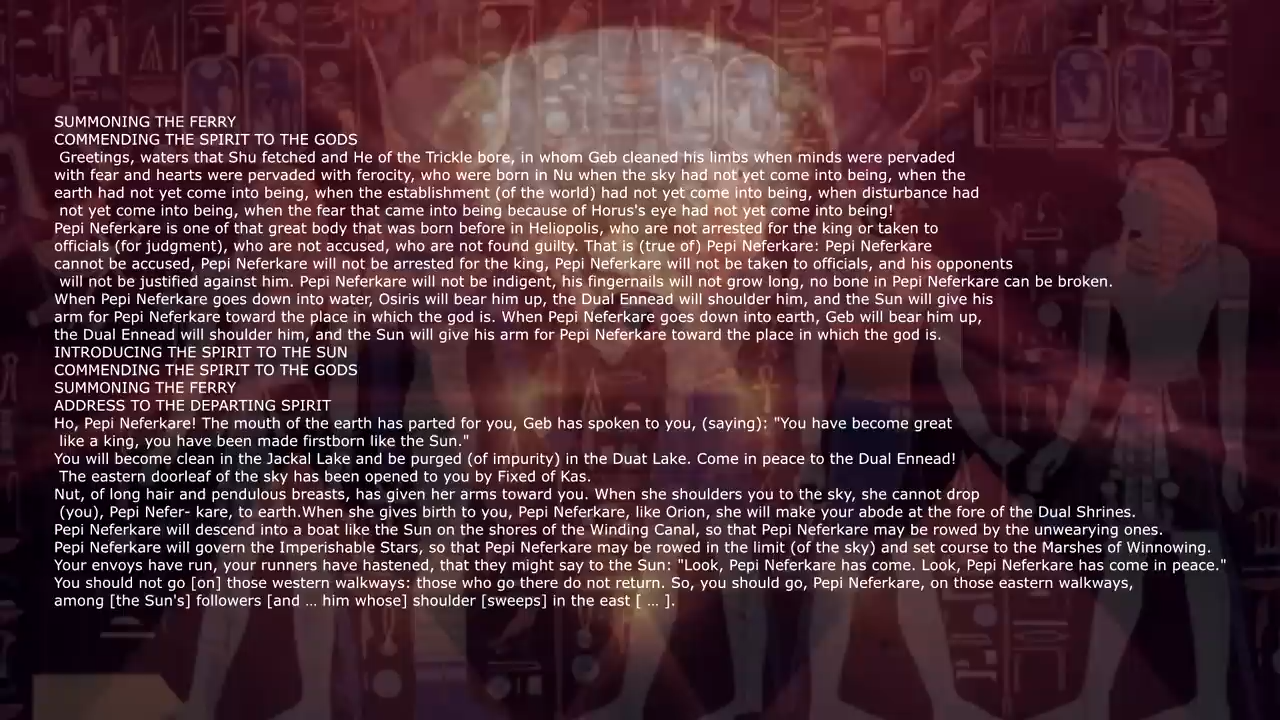 SUMMONING THE FERRY
COMMENDING THE SPIRIT TO THE GODS
Greetings, waters that Shu fetched and He of the Trickle bore, in whom Geb cleaned his limbs when minds were pervaded
with fear and hearts were pervaded with ferocity, who were born in Nu when the sky had not yet come into being, when the
earth had not yet come into being, when the establishment (of the world) had not yet come into being, when disturbance had
not yet come into being, when the fear that came into being because of Horus's eye had not yet come into being!
Pepi Neferkare is one of that great body that was born before in Heliopolis, who are not arrested for the king or taken to
officials (for judgment), who are not accused, who are not found guilty. That is (true of) Pepi Neferkare: Pepi Neferkare
cannot be accused, Pepi Neferkare will not be arrested for the king, Pepi Neferkare will not be taken to officials, and his opponents
will not be justified against him. Pepi Neferkare will not be indigent, his fingernails will not grow long, no bone in Pepi Neferkare can be broken.
When Pepi Neferkare goes down into water, Osiris will bear him up, the Dual Ennead will shoulder him, and the Sun will give his
arm for Pepi Neferkare toward the place in which the god is. When Pepi Neferkare goes down into earth, Geb will bear him up,
the Dual Ennead will shoulder him, and the Sun will give his arm for Pepi Neferkare toward the place in which the god is.
INTRODUCING THE SPIRIT TO THE SUN
COMMENDING THE SPIRIT TO THE GODS
SUMMONING THE FERRY
ADDRESS TO THE DEPARTING SPIRIT
Ho, Pepi Neferkare! The mouth of the earth has parted for you, Geb has spoken to you, (saying): "You have become great
like a king, you have been made firstborn like the Sun."
You will become clean in the Jackal Lake and be purged (of impurity) in the Duat Lake. Come in peace to the Dual Ennead!
The eastern doorleaf of the sky has been opened to you by Fixed of Kas.
Nut, of long hair and pendulous breasts, has given her arms toward you. When she shoulders you to the sky, she cannot drop
(you), Pepi Nefer- kare, to earth.When she gives birth to you, Pepi Neferkare, like Orion, she will make your abode at the fore of the Dual Shrines.
Pepi Neferkare will descend into a boat like the Sun on the shores of the Winding Canal, so that Pepi Neferkare may be rowed by the unwearying ones.
Pepi Neferkare will govern the Imperishable Stars, so that Pepi Neferkare may be rowed in the limit (of the sky) and set course to the Marshes of Winnowing.
Your envoys have run, your runners have hastened, that they might say to the Sun: "Look, Pepi Neferkare has come. Look, Pepi Neferkare has come in peace."
You should not go [on] those western walkways: those who go there do not return. So, you should go, Pepi Neferkare, on those eastern walkways,
among [the Sun's] followers [and … him whose] shoulder [sweeps] in the east [ … ].